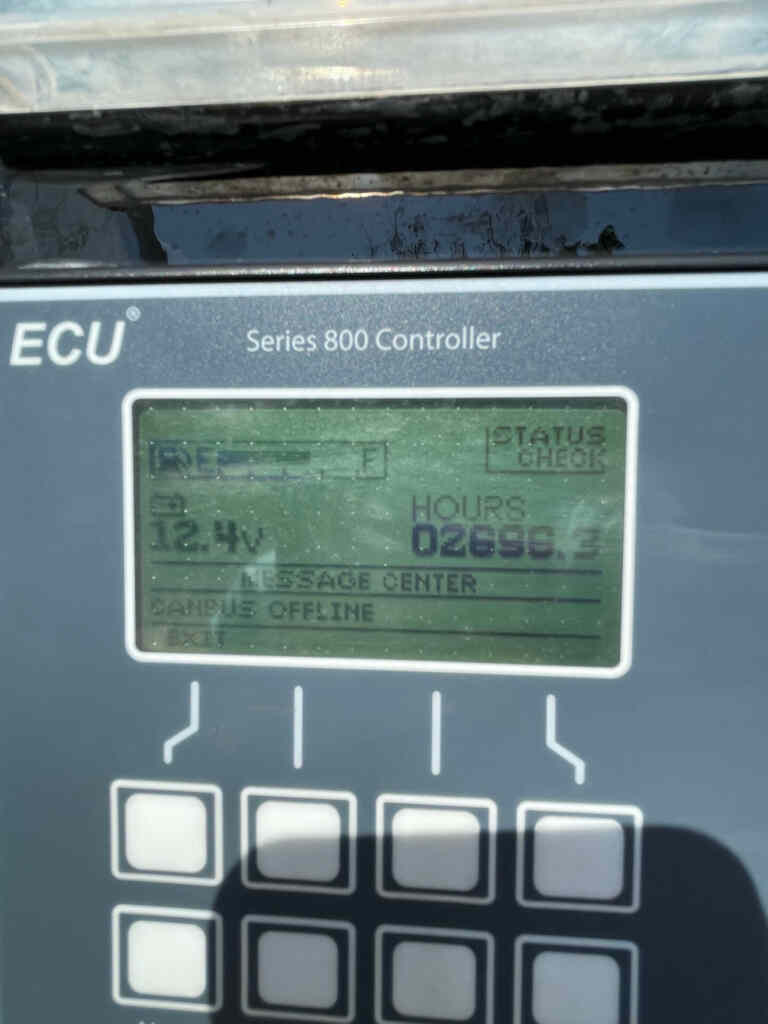 ECU®
Series 800 Controller
STATUS
CHECK
E F
12.4V
HOURS
MESSAGE CENTER
CANBUS OFFLINE
EXIT